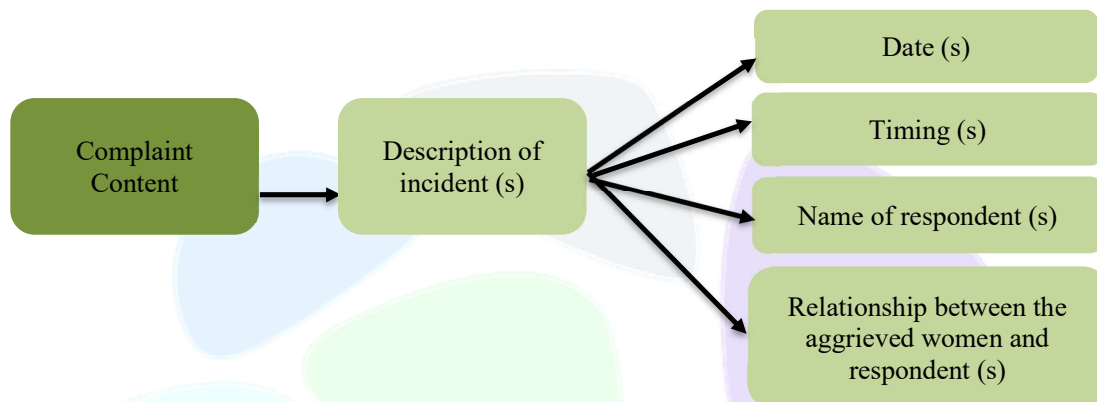 Complaint
Content
Description of
incident (s)
Date (s)
Timing (s)
Name of respondent (s)
Relationship between the
aggrieved women and
respondent (s)